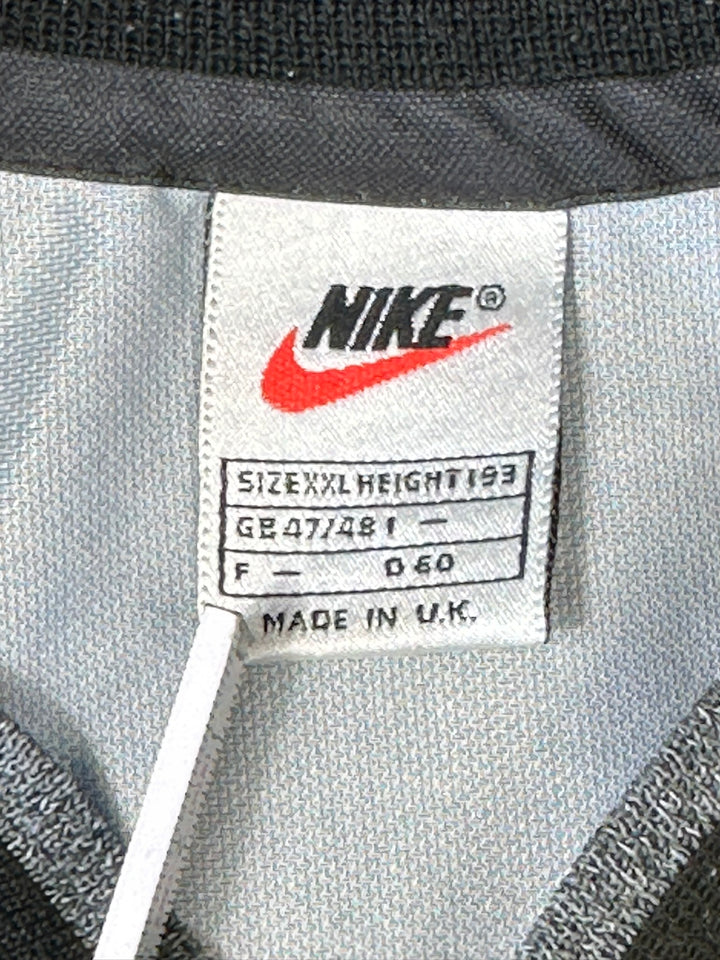 NIKE®
SIZE XXL HEIGHT 193
GB 47/48 I —
F — D 60
MADE IN U.K.